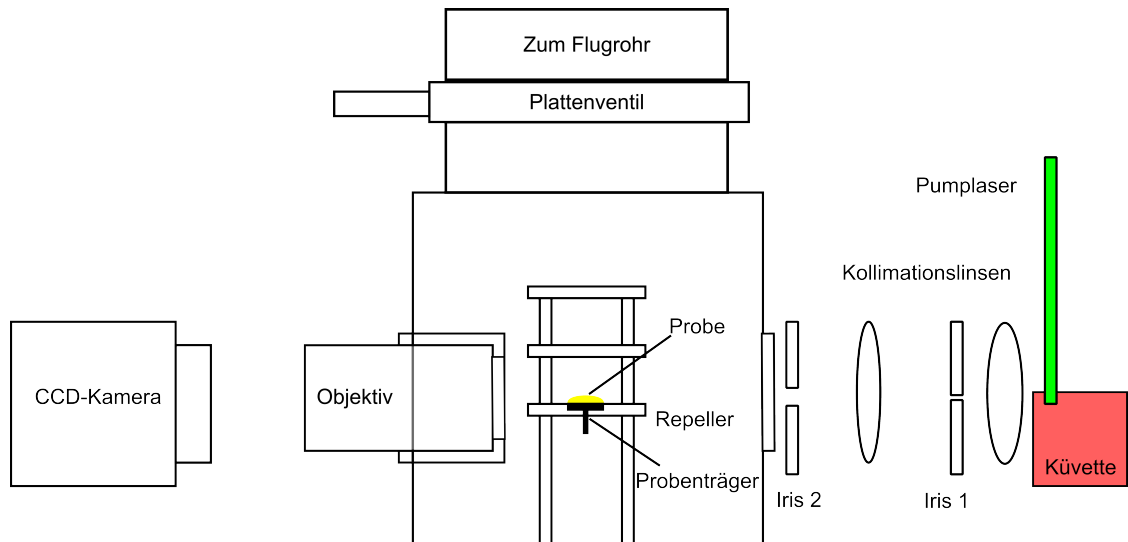 Zum Flugrohr
Plattenventil
Pumplaser
Kollimationslinsen
Probe
CCD-Kamera
Objektiv
Repeller
Küvette
Probenträger
Iris 2
Iris 1